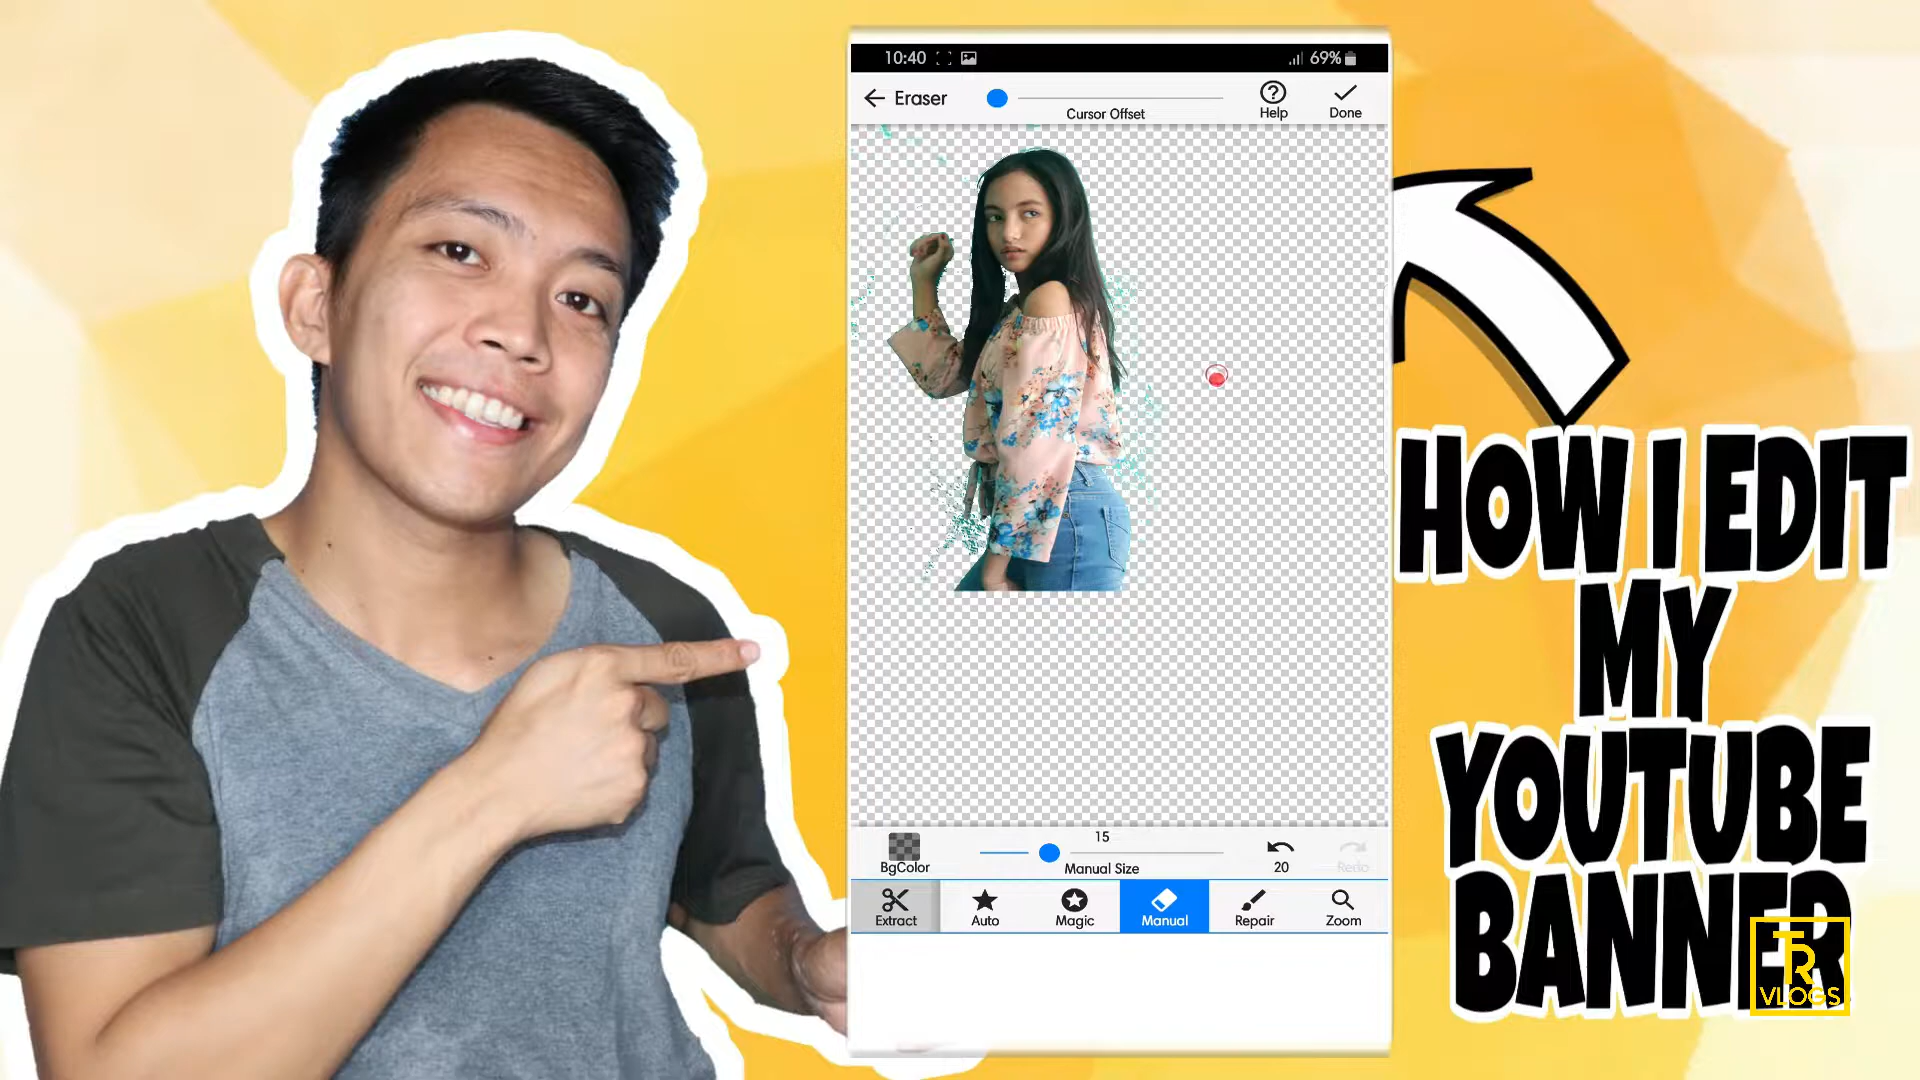 10:40
69%
Eraser
Cursor Offset
Help
Done
HOW I EDIT
MY
YOUTUBE
BANNER
15
BgColor
Manual Size
20
Redo
Extract
Auto
Magic
Manual
Repair
Zoom
TR
VLOGS